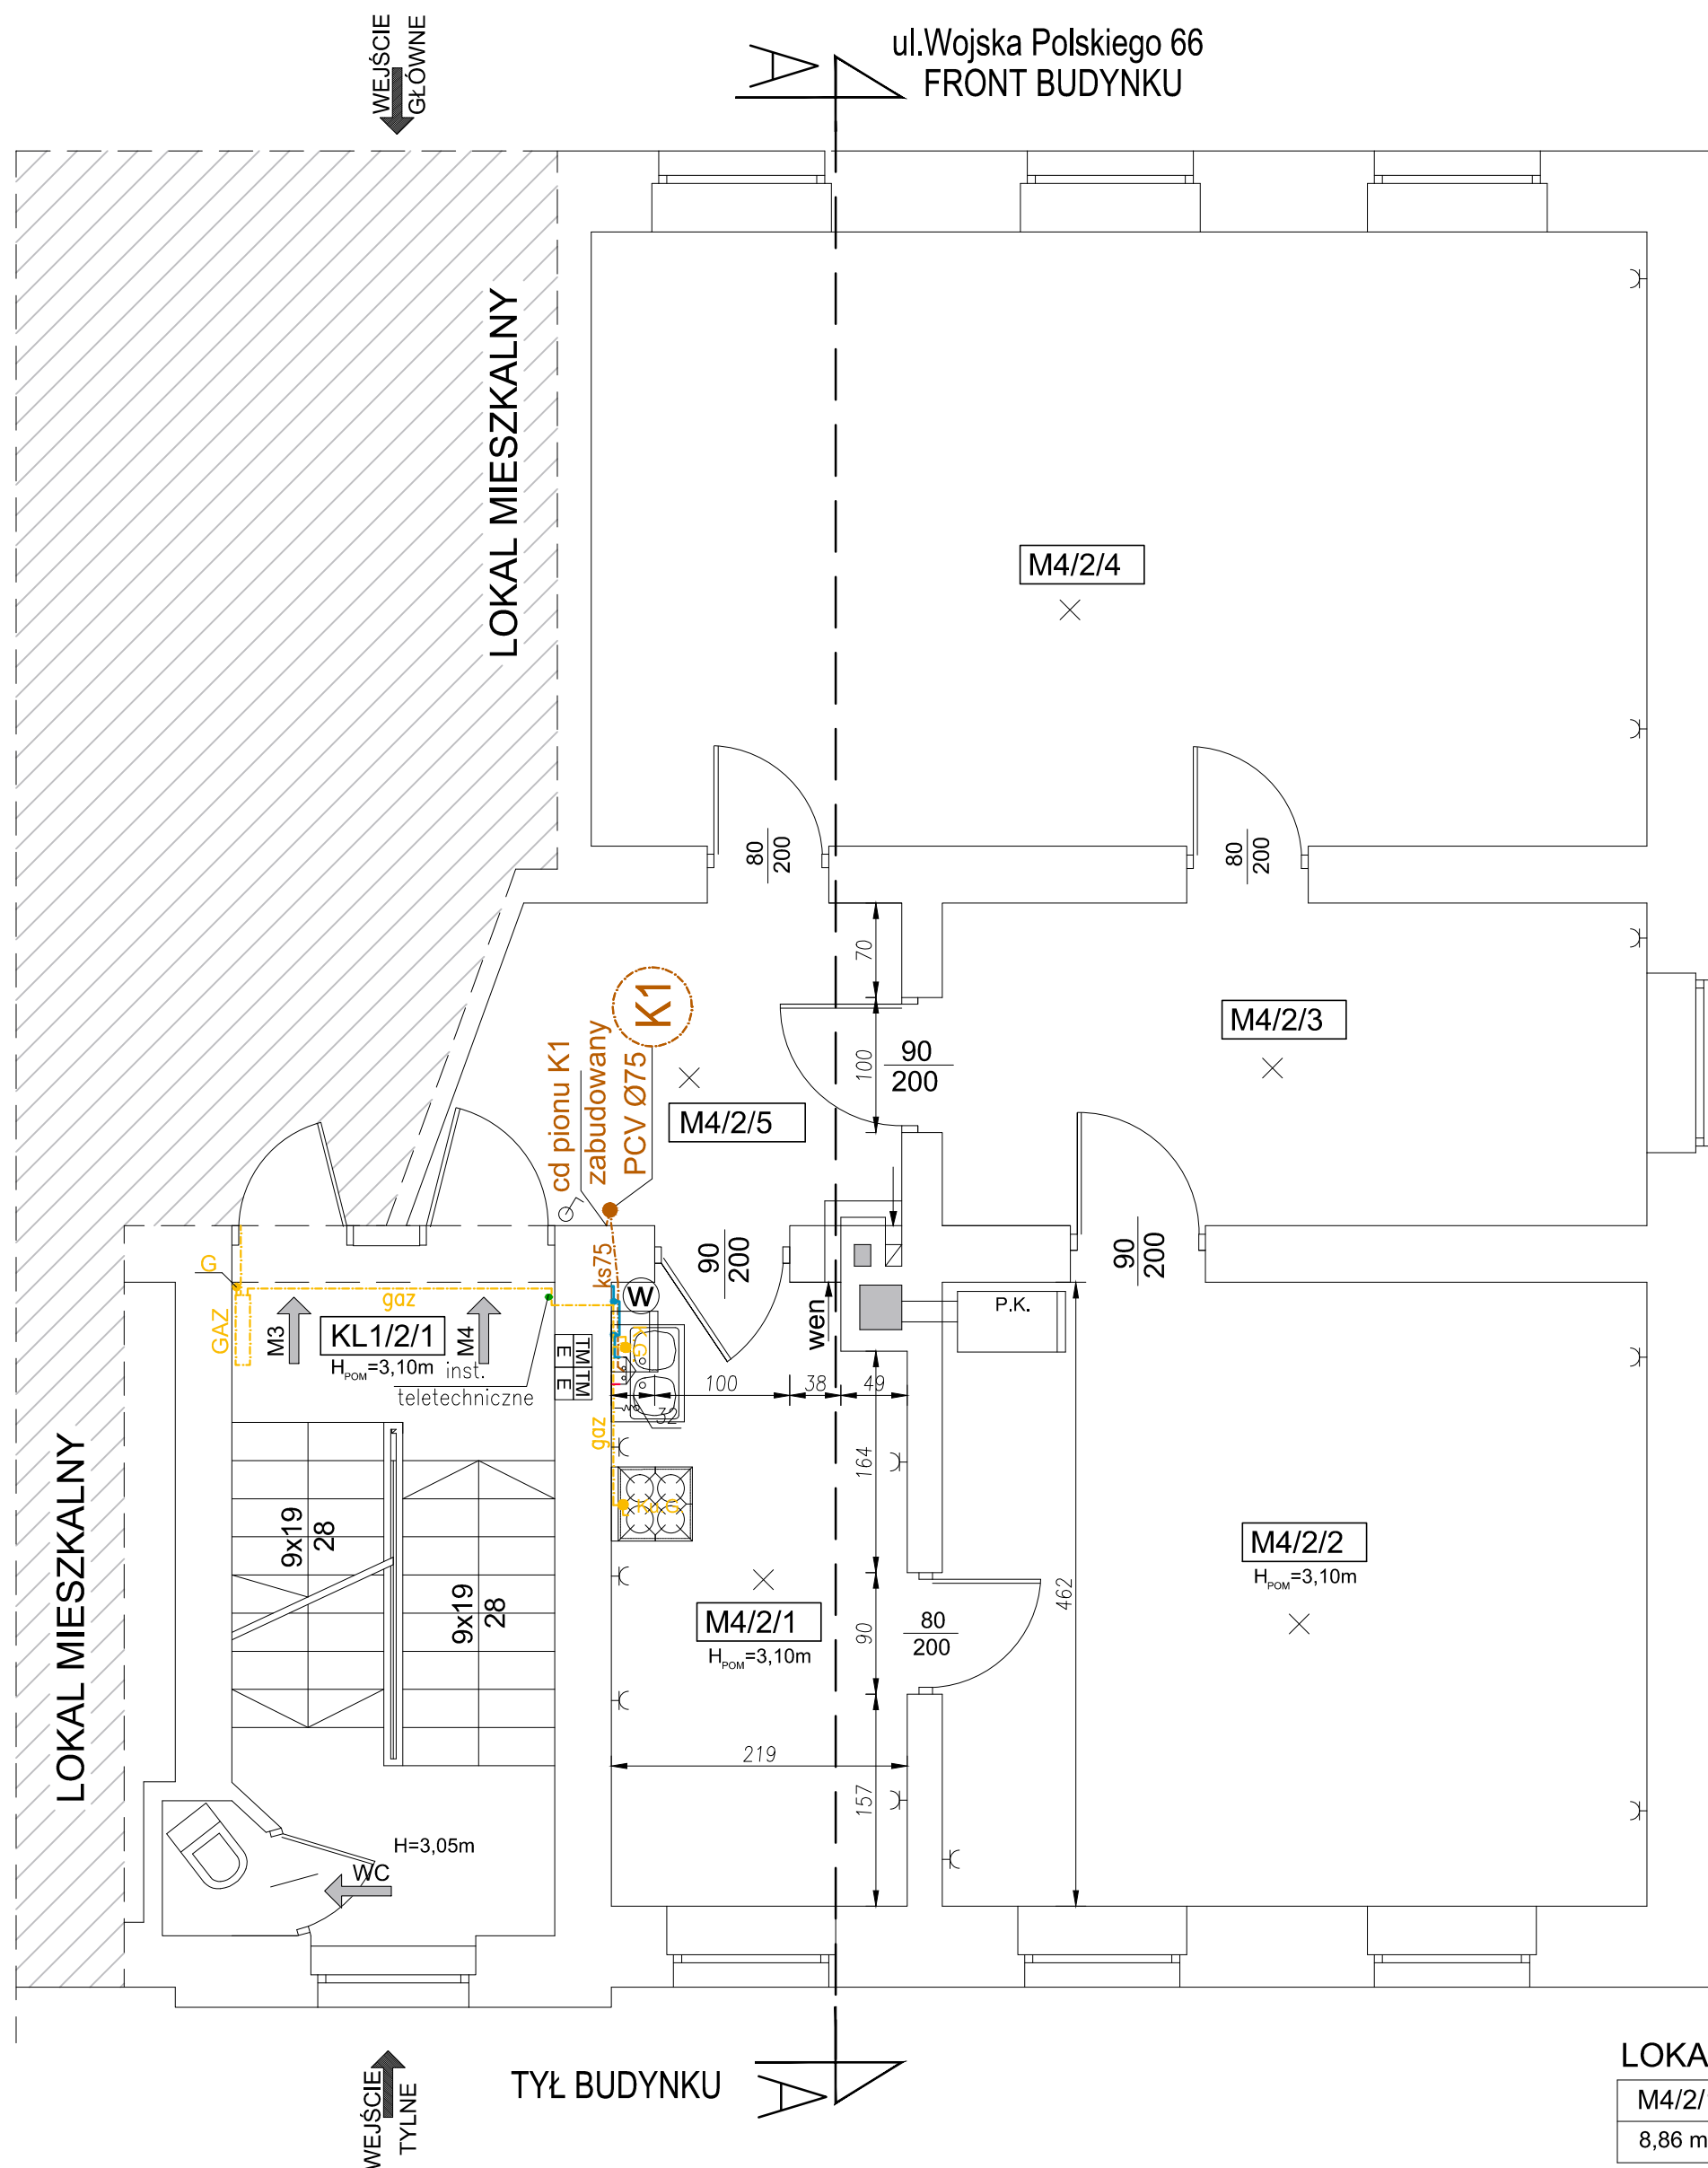 WEJŚCIE
GŁÓWNE
A
ul.Wojska Polskiego 66
FRONT BUDYNKU
LOKAL MIESZKALNY
M4/2/4
80
200
80
200
70
K1
cd pionu K1
zabudowany
PCV Ø75
M4/2/5
100
90
200
M4/2/3
G
GAZ
gaz
M3
KL1/2/1
M4
HPOM=3,10m
inst.
teletechniczne
ks75
W
90
200
wen
P.K.
90
200
TM TM
E E
KG
32
100
38
49
gaz
Ku.G
164
9x19
28
9x19
28
M4/2/1
HPOM=3,10m
90
80
200
462
M4/2/2
HPOM=3,10m
LOKAL MIESZKALNY
219
157
H=3,05m
WC
WEJŚCIE
TYLNE
TYŁ BUDYNKU
A
LOKA
M4/2/
8,86 m